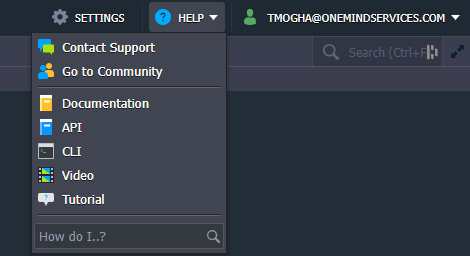 SETTINGS HELP TMOGHA@ONEMINDSERVICES.COM
Contact Support
Search (Ctrl+F)
Go to Community
Documentation
API
CLI
Video
Tutorial
How do I..?